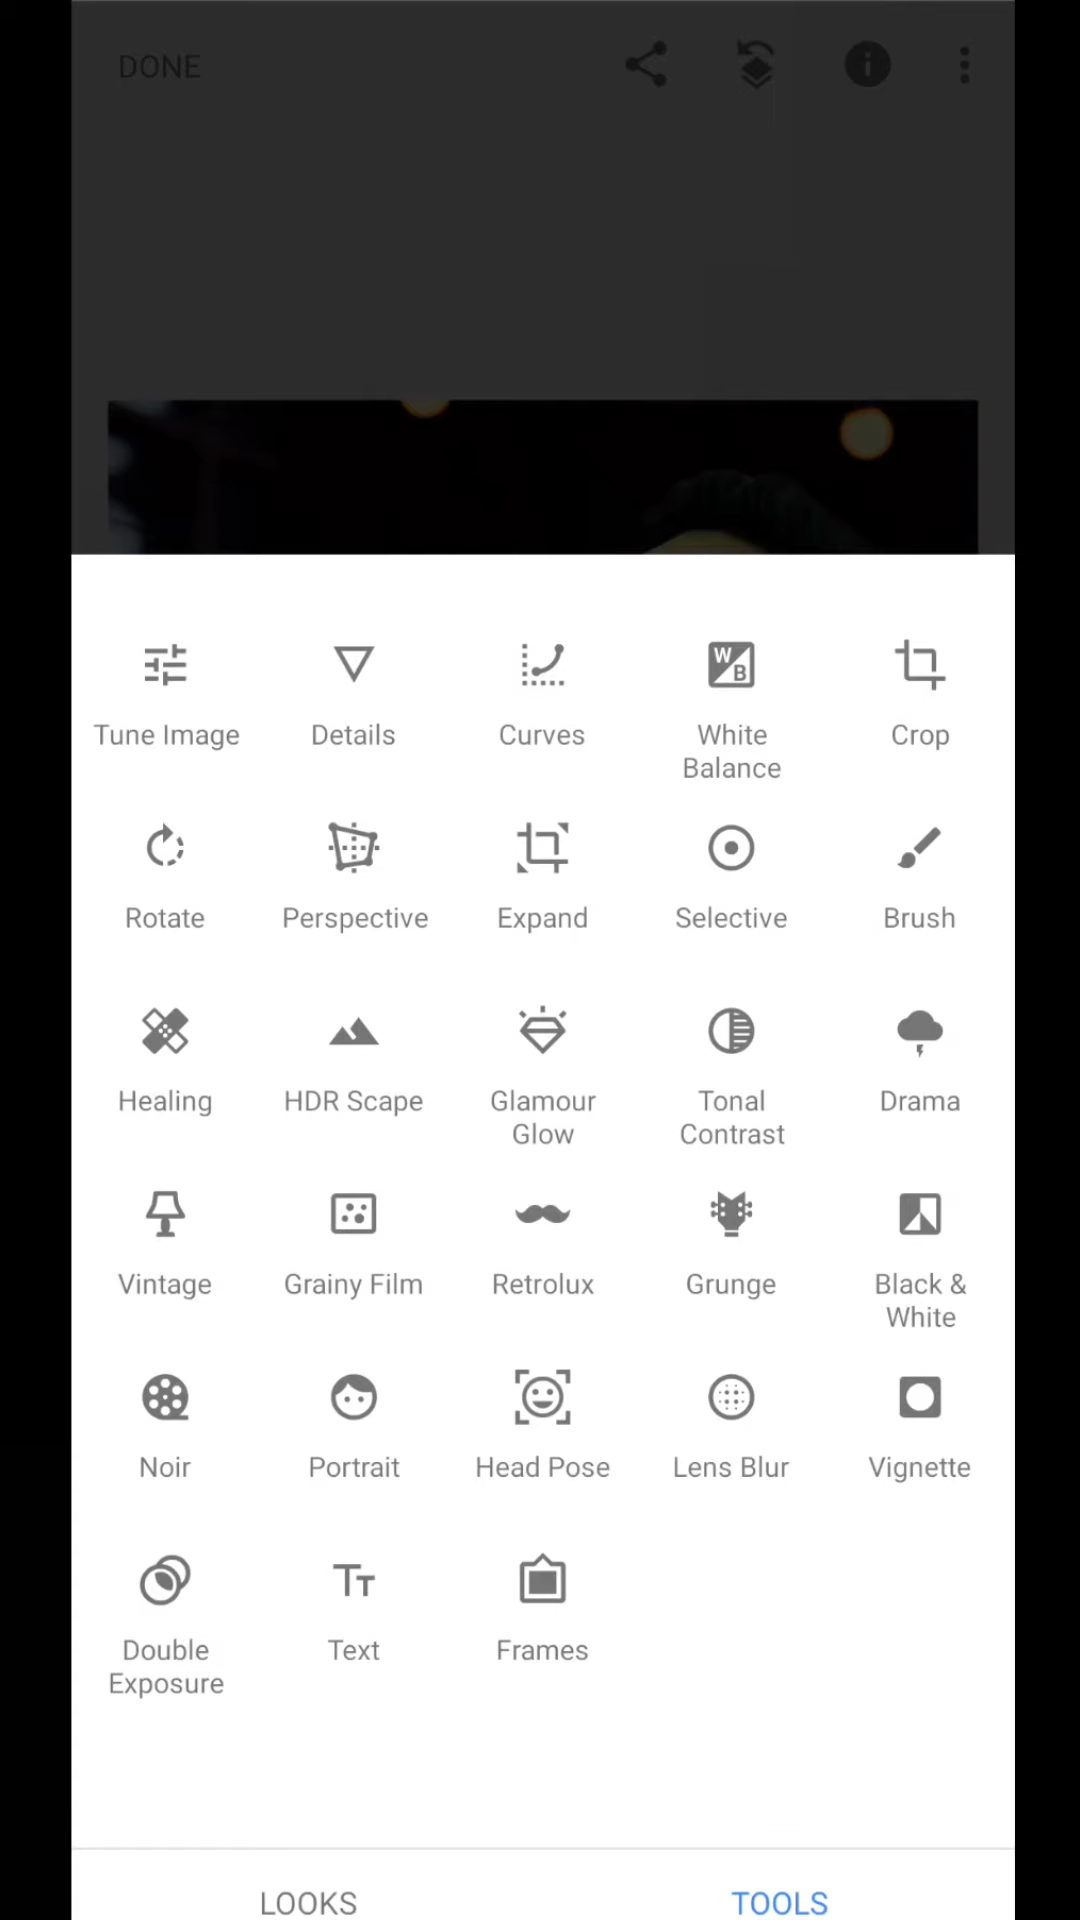 DONE
Tune Image
Details
Curves
White
Balance
Crop
Rotate
Perspective
Expand
Selective
Brush
Healing
HDR Scape
Glamour
Glow
Tonal
Contrast
Drama
Vintage
Grainy Film
Retrolux
Grunge
Black &
White
Noir
Portrait
Head Pose
Lens Blur
Vignette
Double
Exposure
Text
Frames
LOOKS
TOOLS